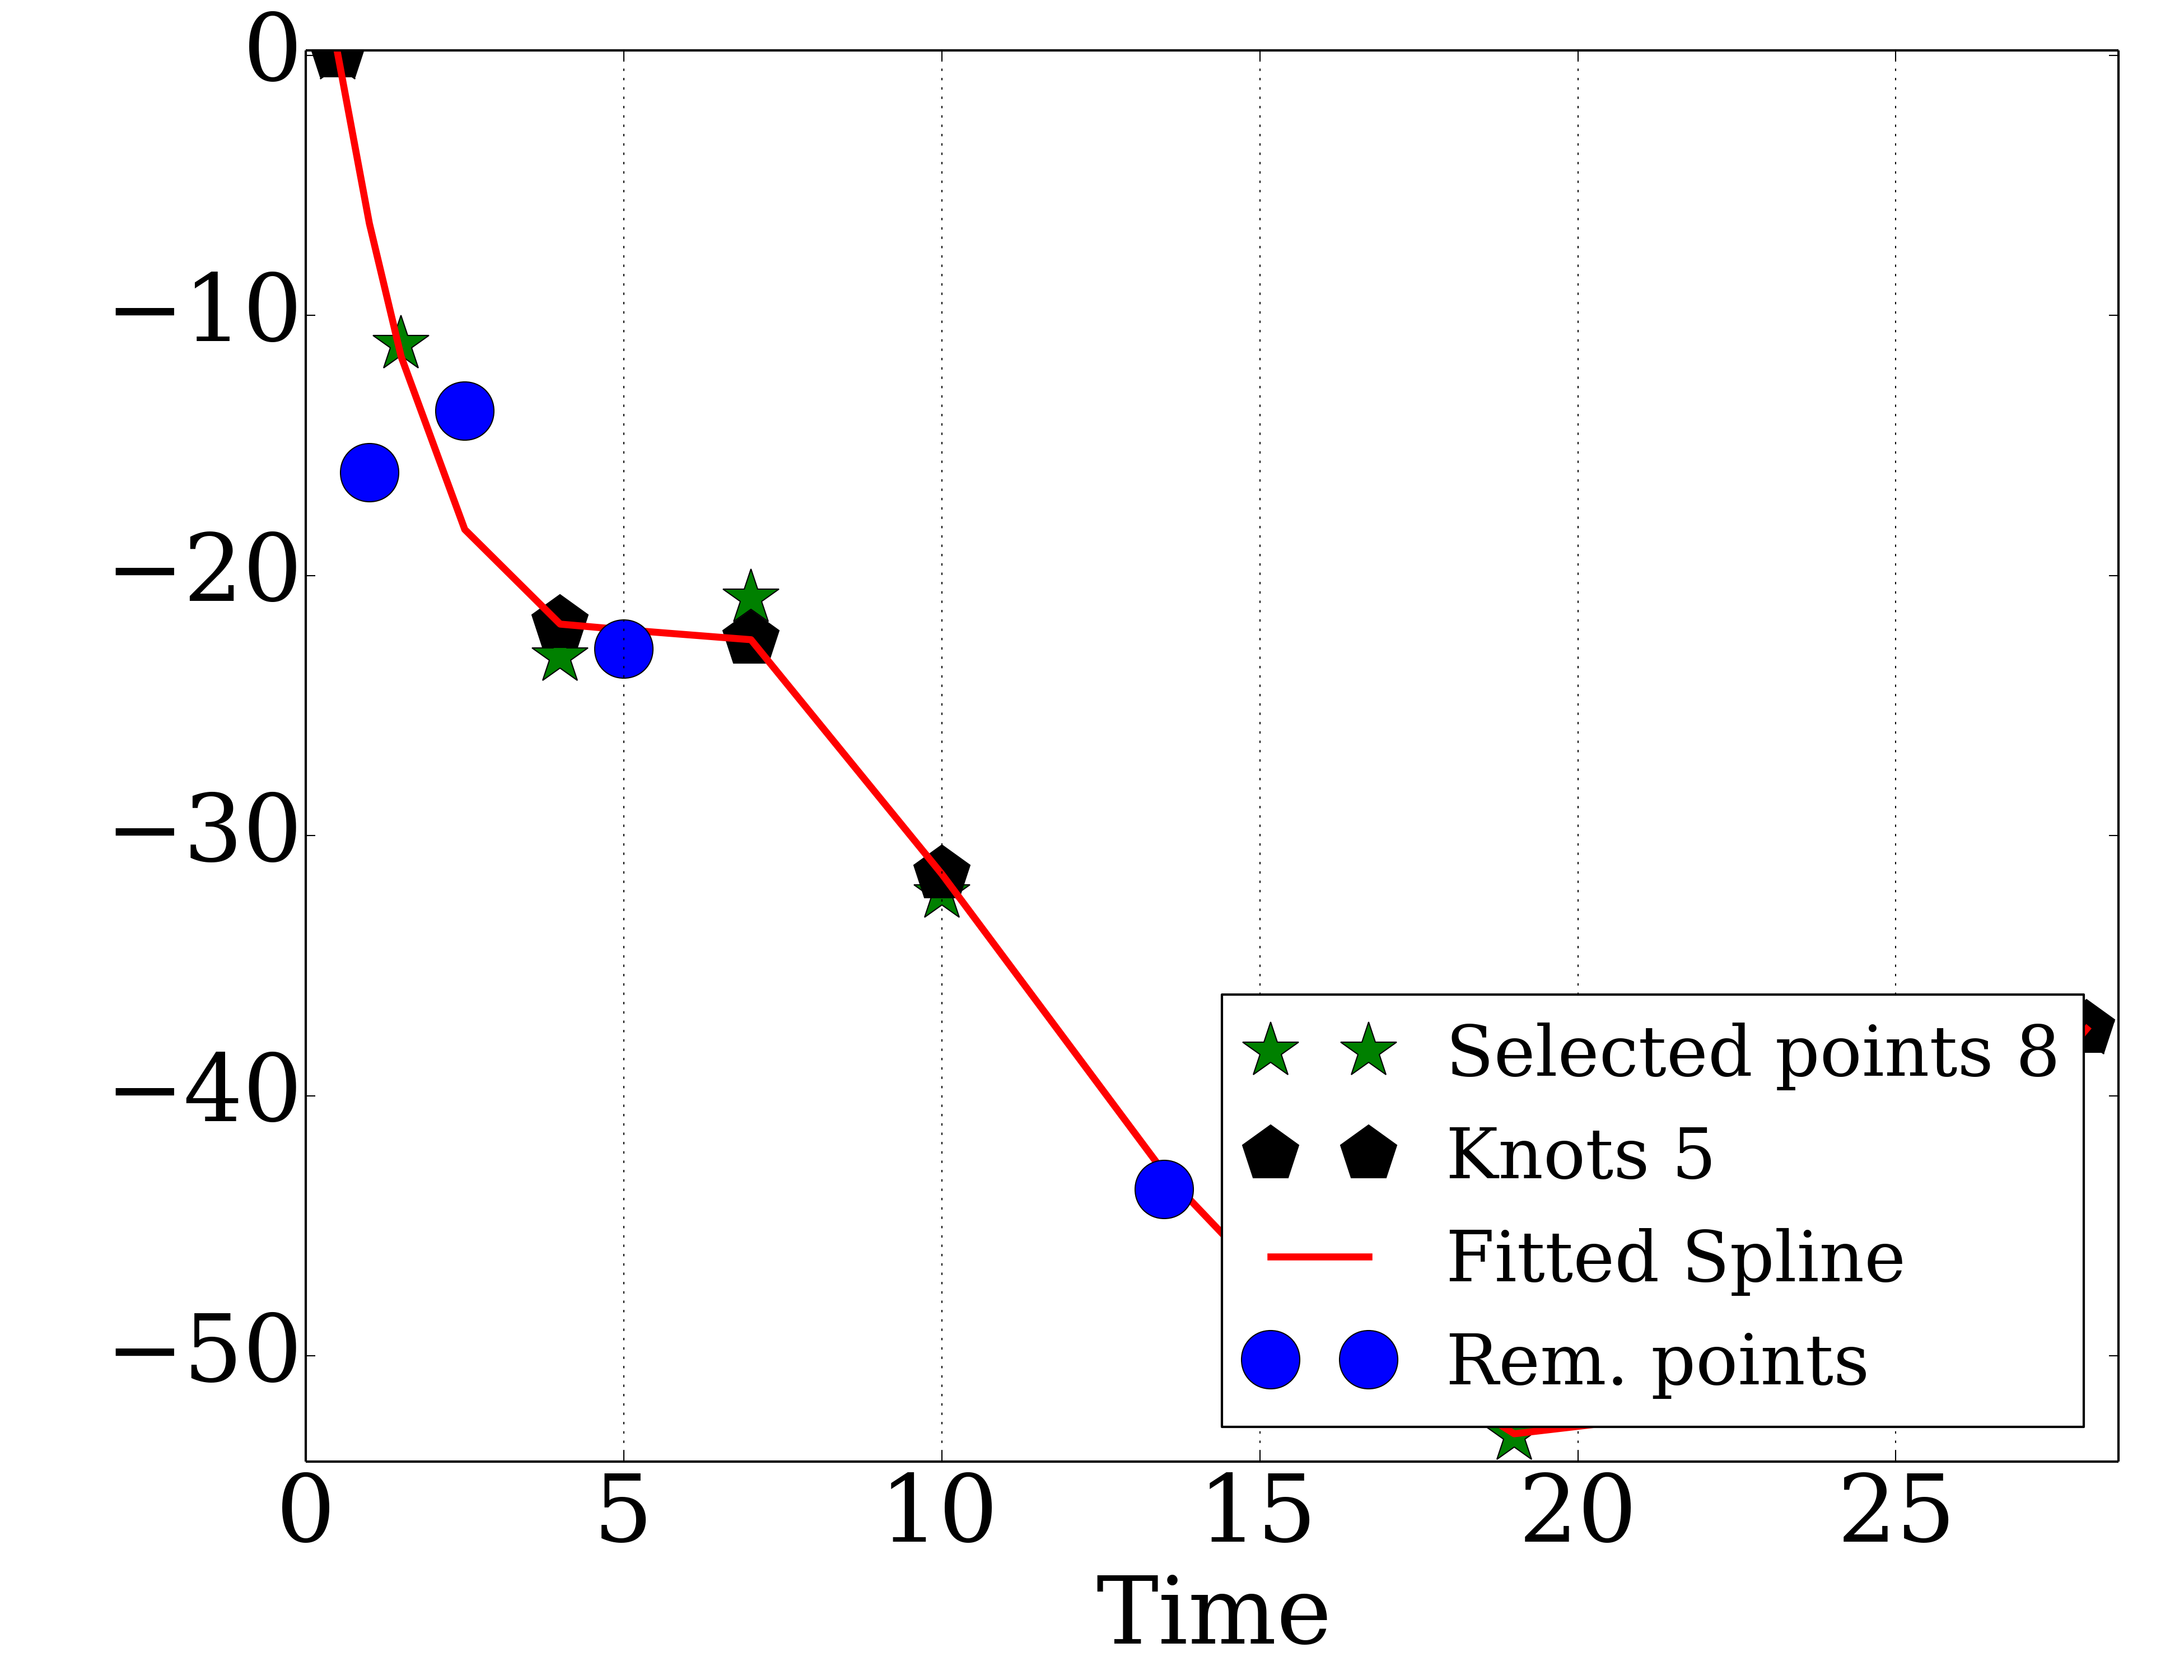 0
−10
−20
−30
−40
−50
Selected points 8
Knots 5
Fitted Spline
Rem. points
0 5 10 15 20 25
Time